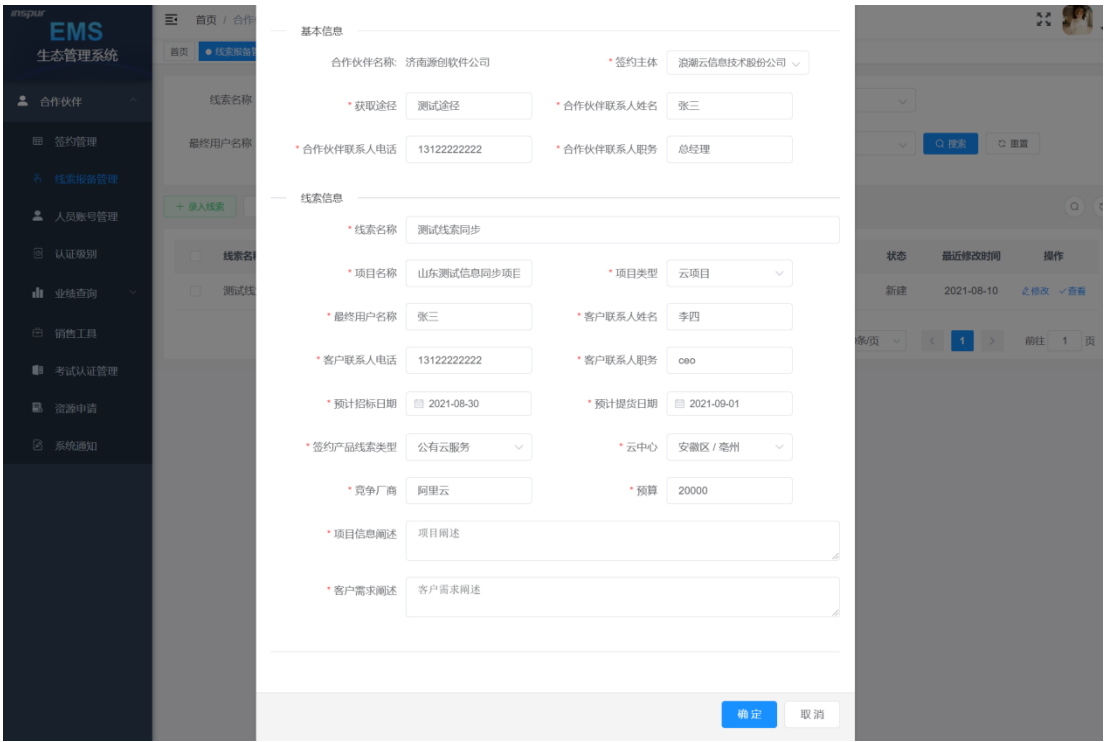 inspur
EMS
生态管理系统
合作伙伴
签约管理
线索报备管理
人员账号管理
认证级别
业绩查询
销售工具
考试认证管理
资源申请
系统通知
首页 / 合作
首页
线索报备管
线索名称
最终用户名称
搜索
重置
+ 录入线索
线索名称
状态
最近修改时间
操作
测试线
新建
2021-08-10
修改
查看
条/页
<
1
>
前往 1 页
基本信息
合作伙伴名称: 济南源创软件公司
* 签约主体 浪潮云信息技术股份公司
* 获取途径 测试途径
* 合作伙伴联系人姓名 张三
* 合作伙伴联系人电话 13122222222
* 合作伙伴联系人职务 总经理
线索信息
* 线索名称 测试线索同步
* 项目名称 山东测试信息同步项目
* 项目类型 云项目
* 最终用户名称 张三
* 客户联系人姓名 李四
* 客户联系人电话 13122222222
* 客户联系人职务 ceo
* 预计招标日期 2021-08-30
* 预计提货日期 2021-09-01
* 签约产品线索类型 公有云服务
* 云中心 安徽区 / 亳州
* 竞争厂商 阿里云
* 预算 20000
* 项目信息阐述 项目阐述
* 客户需求阐述 客户需求阐述
确定
取消